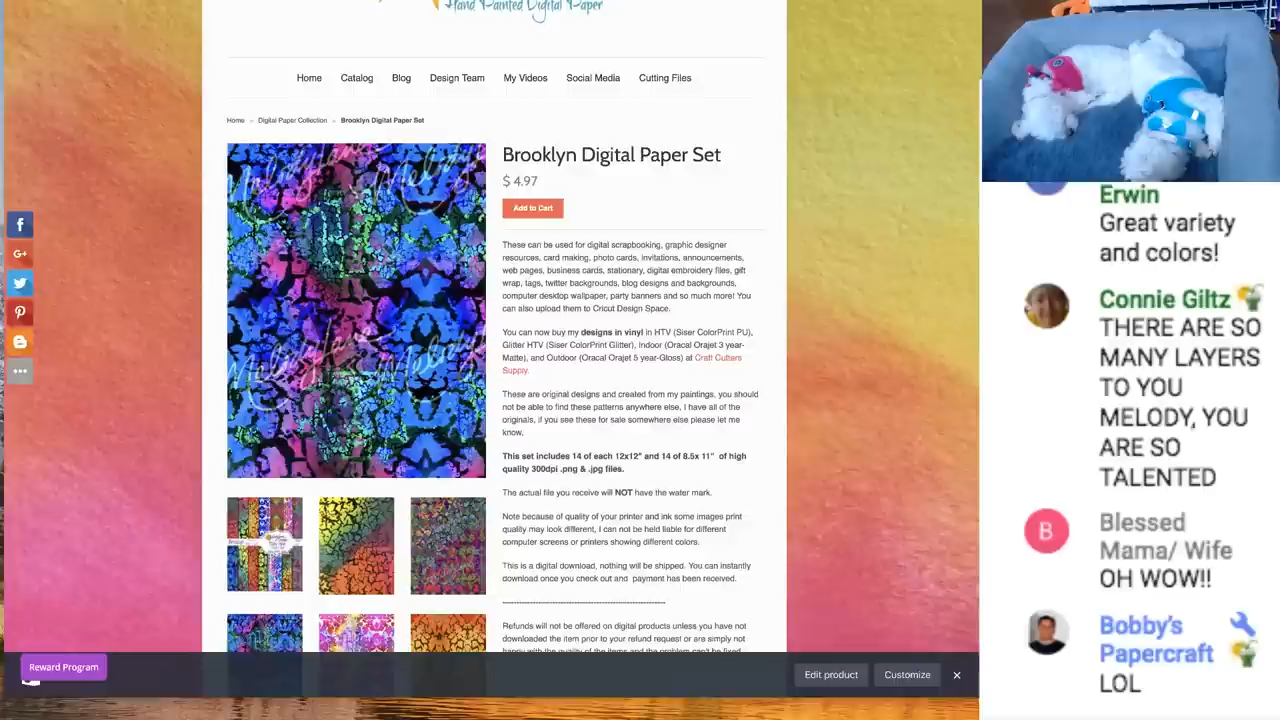 Hand Painted Digital Paper
Home Catalog Blog Design Team My Videos Social Media Cutting Files
Home Digital Paper Collection Brooklyn Digital Paper Set
Brooklyn Digital Paper Set
$ 4.97
Add to Cart
These can be used for digital scrapbooking, graphic designer
resources, card making, photo cards, invitations, announcements,
web pages, business cards, stationary, digital embroidery files, gift
wrap, tags, twitter backgrounds, blog designs and backgrounds,
computer desktop wallpaper, party banners and so much more! You
can also upload them to Cricut Design Space.
You can now buy my designs in vinyl in HTV (Siser ColorPrint PU),
Glitter HTV (Siser ColorPrint Glitter), Indoor (Oracal Orajet 3 year-
Matte), and Outdoor (Oracal Orajet 5 year-Gloss) at Craft Cutters
Supply.
These are original designs and created from my paintings, you should
not be able to find these patterns anywhere else, I have all of the
originals, if you see these for sale somewhere else please let me
know.
This set includes 14 of each 12x12" and 14 of 8.5x 11" of high
quality 300dpi .png & .jpg files.
The actual file you receive will NOT have the water mark.
Note because of quality of your printer and ink some images print
quality may look different, I can not be held liable for different
computer screens or printers showing different colors.
This is a digital download, nothing will be shipped. You can instantly
download once you check out and payment has been received.
Refunds will not be offered on digital products unless you have not
downloaded the item prior to your refund request or are simply not
happy with the quality of the items and the problem can't be fixed
Reward Program
Edit product
Customize
Erwin
Great variety
and colors!
Connie Giltz
THERE ARE SO
MANY LAYERS
TO YOU
MELODY, YOU
ARE SO
TALENTED
B
Blessed
Mama/ Wife
OH WOW!!
Bobby's
Papercraft
LOL